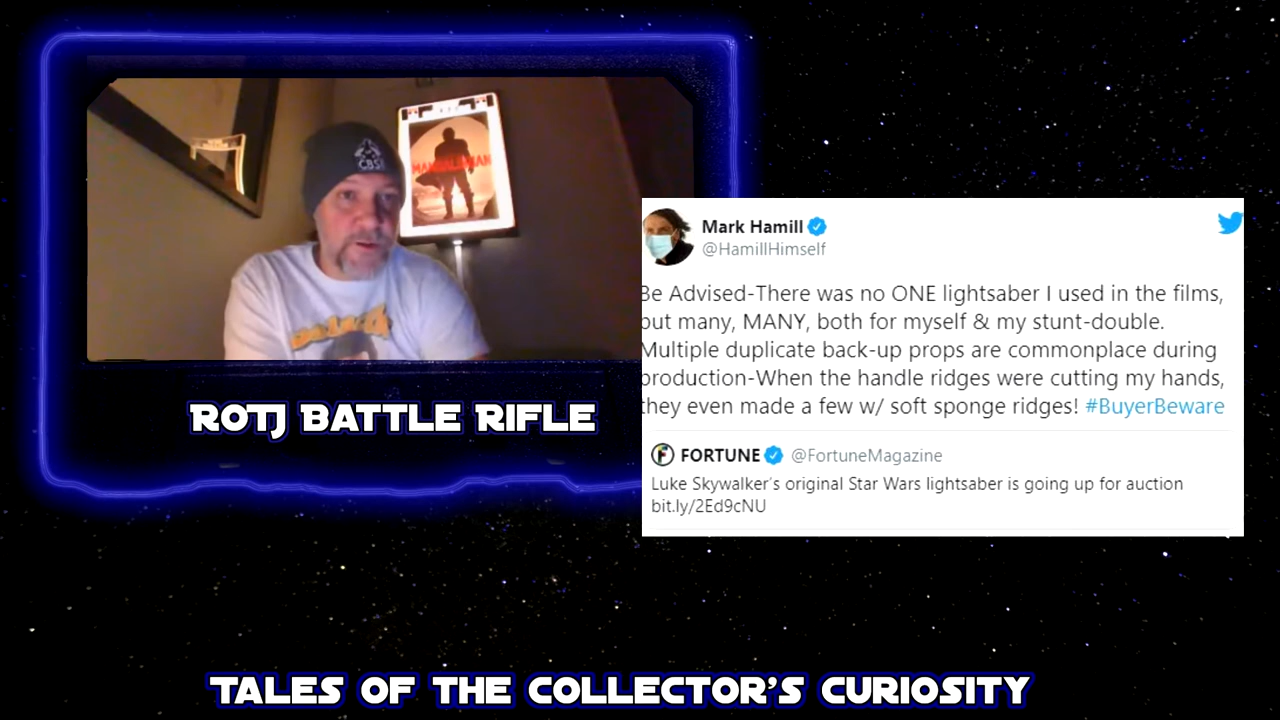 CBSI
MANDALORIAN
ROTJ BATTLE RIFLE
Mark Hamill
@HamillHimself
Be Advised-There was no ONE lightsaber I used in the films,
but many, MANY, both for myself & my stunt-double.
Multiple duplicate back-up props are commonplace during
production-When the handle ridges were cutting my hands,
they even made a few w/ soft sponge ridges! #BuyerBeware
FORTUNE @FortuneMagazine
Luke Skywalker's original Star Wars lightsaber is going up for auction
bit.ly/2Ed9cNU
TALES OF THE COLLECTOR'S CURIOSITY